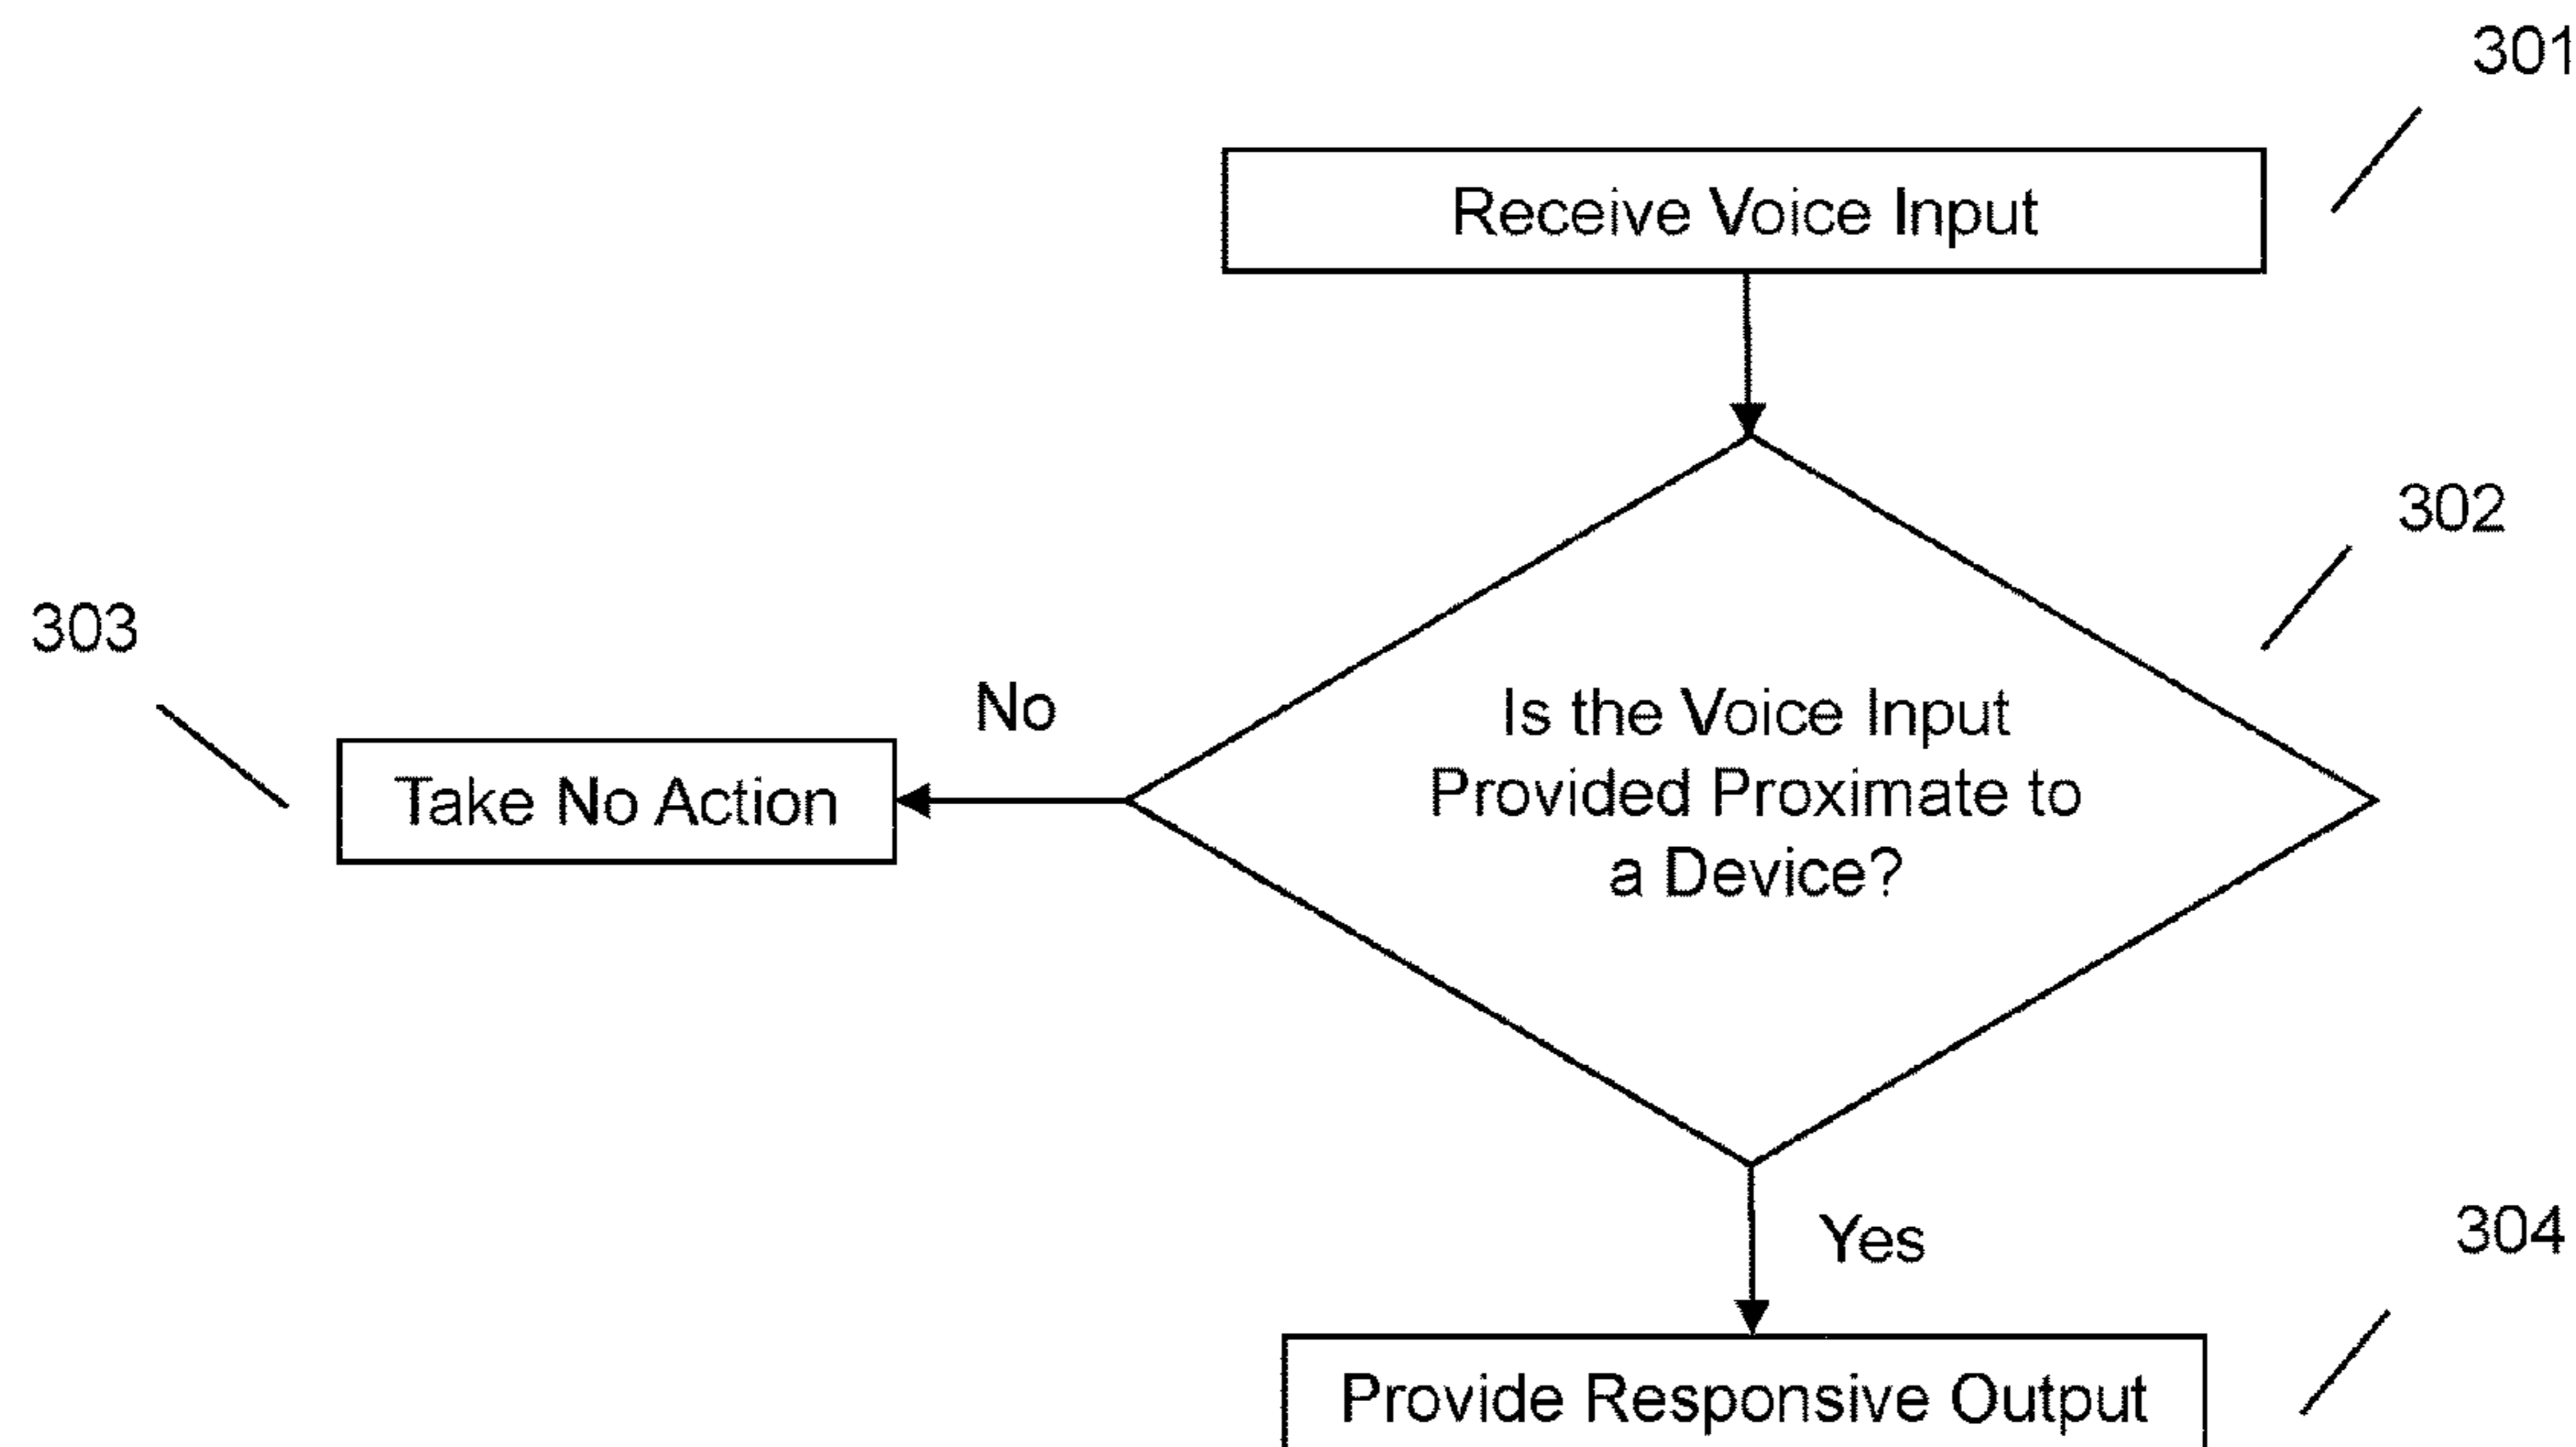 301
Receive Voice Input
302
303
No
Is the Voice Input
Provided Proximate to
a Device?
Take No Action
Yes
304
Provide Responsive Output